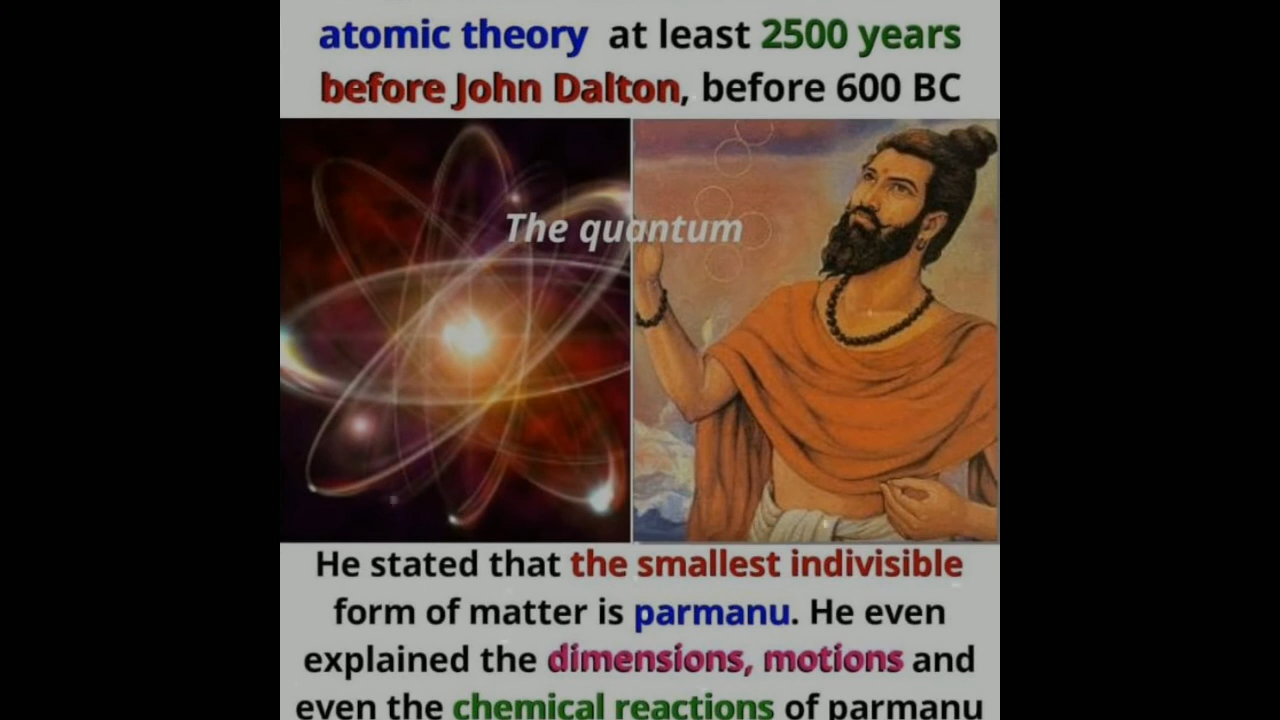 atomic theory at least 2500 years
before John Dalton, before 600 BC
The quantum
He stated that the smallest indivisible
form of matter is parmanu. He even
explained the dimensions, motions and
even the chemical reactions of parmanu